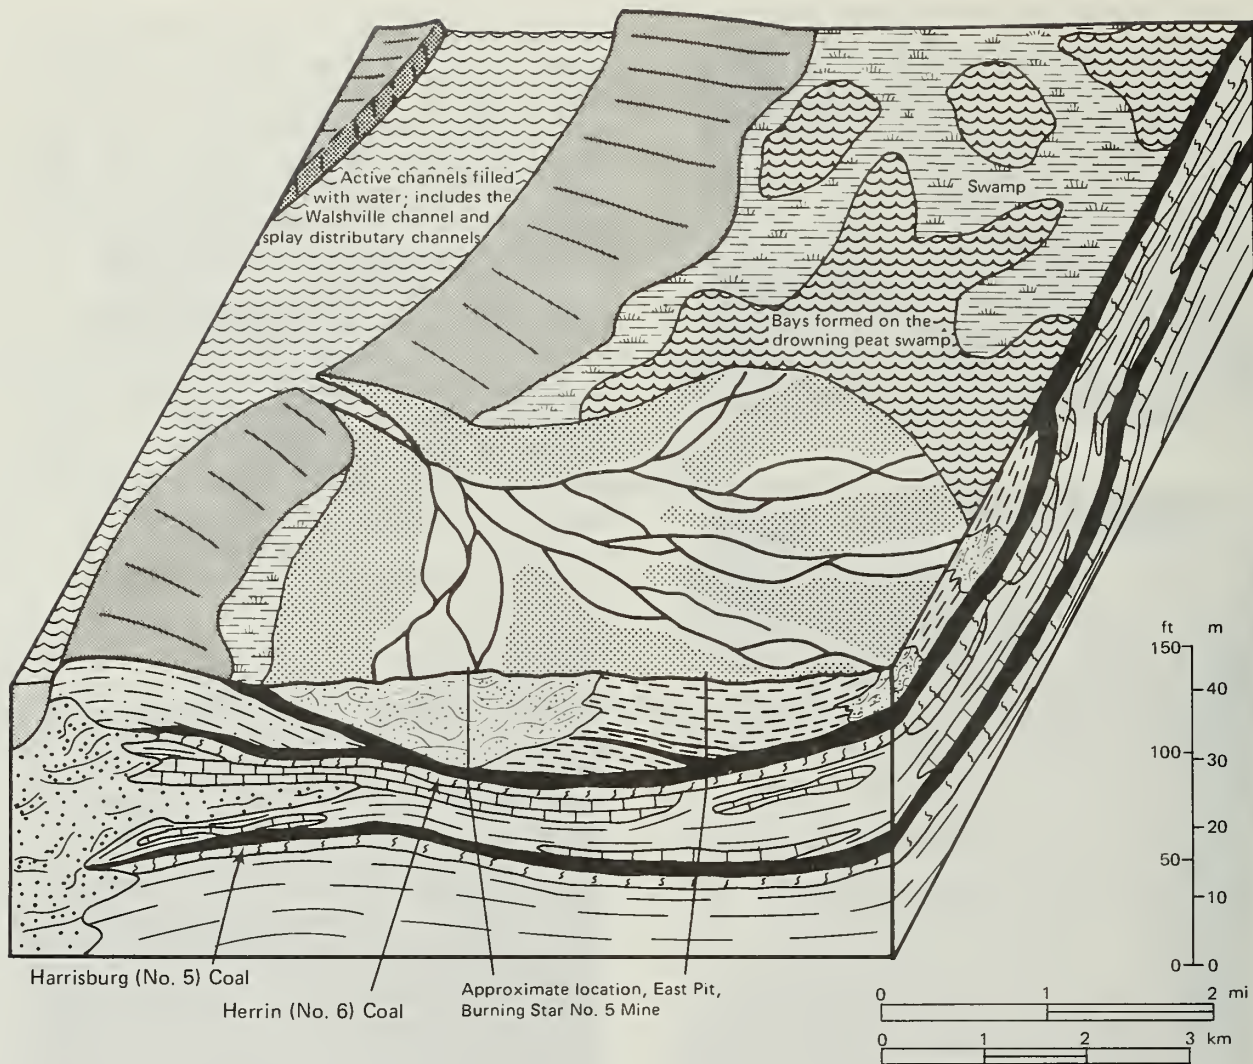 Active channels filled
with water; includes the
Walshville channel and
splay distributary channels
Swamp
Bays formed on the
drowning peat swamp
ft m
150
40
100
30
20
50
10
0 0
Harrisburg (No. 5) Coal
Herrin (No. 6) Coal
Approximate location, East Pit,
Burning Star No. 5 Mine
0 1 2 mi
0 1 2 3 km